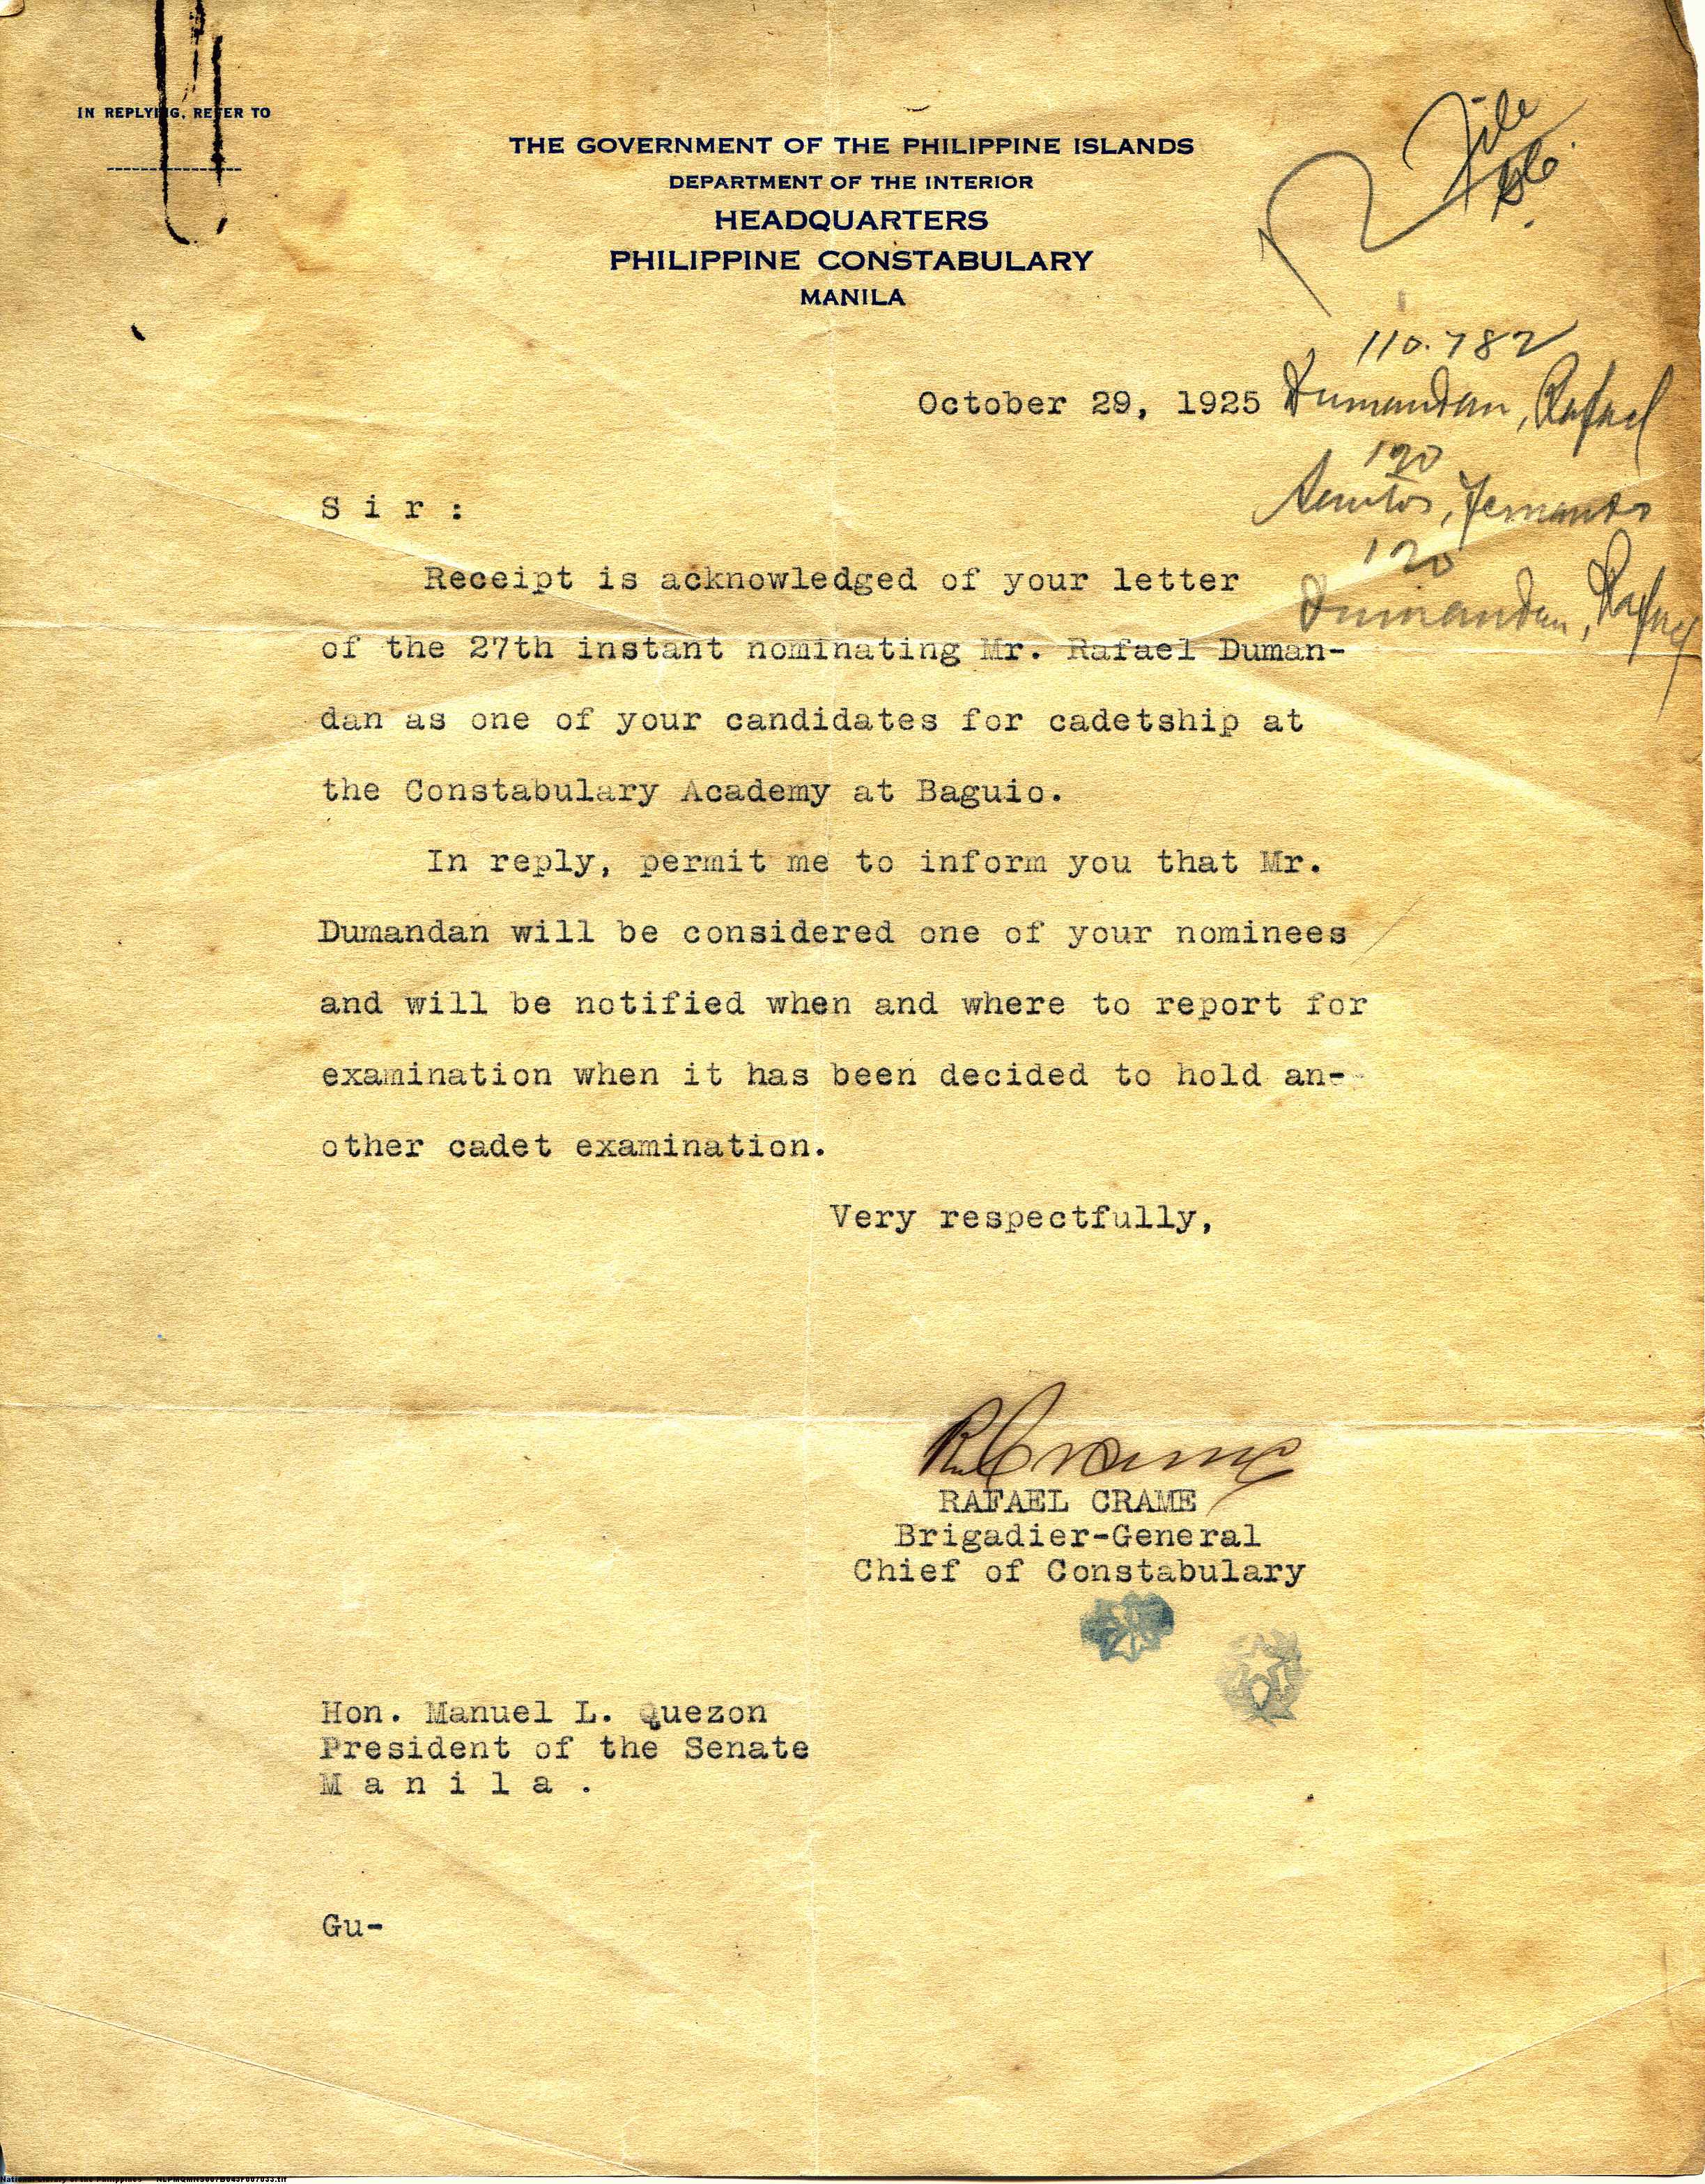 IN REPLYING, REFER TO
THE GOVERNMENT OF THE PHILIPPINE ISLANDS
DEPARTMENT OF THE INTERIOR
HEADQUARTERS
PHILIPPINE CONSTABULARY
MANILA
File
110.782
October 29, 1925
Dumandan, Rafael
120
Santos, Fernando
120
Dumandan, Rafael
S i r :
Receipt is acknowledged of your letter
of the 27th instant nominating Mr. Rafael Duman-
dan as one of your candidates for cadetship at
the Constabulary Academy at Baguio.
In reply, permit me to inform you that Mr.
Dumandan will be considered one of your nominees
and will be notified when and where to report for
examination when it has been decided to hold an-
other cadet examination.
Very respectfully,
R Crame
RAFAEL CRAME
Brigadier-General
Chief of Constabulary
Hon. Manuel L. Quezon
President of the Senate
M a n i l a .
Gu-